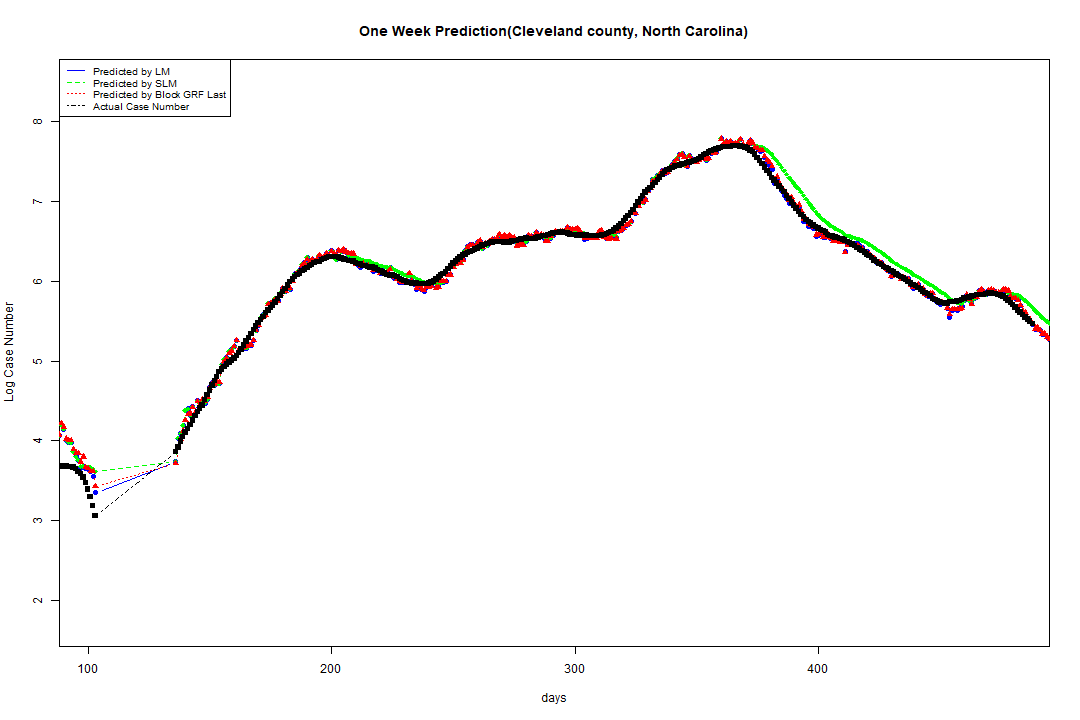 One Week Prediction(Cleveland county, North Carolina)
Predicted by LM
Predicted by SLM
Predicted by Block GRF Last
Actual Case Number
8
7
6
5
4
3
2
Log Case Number
100 200 300 400
days